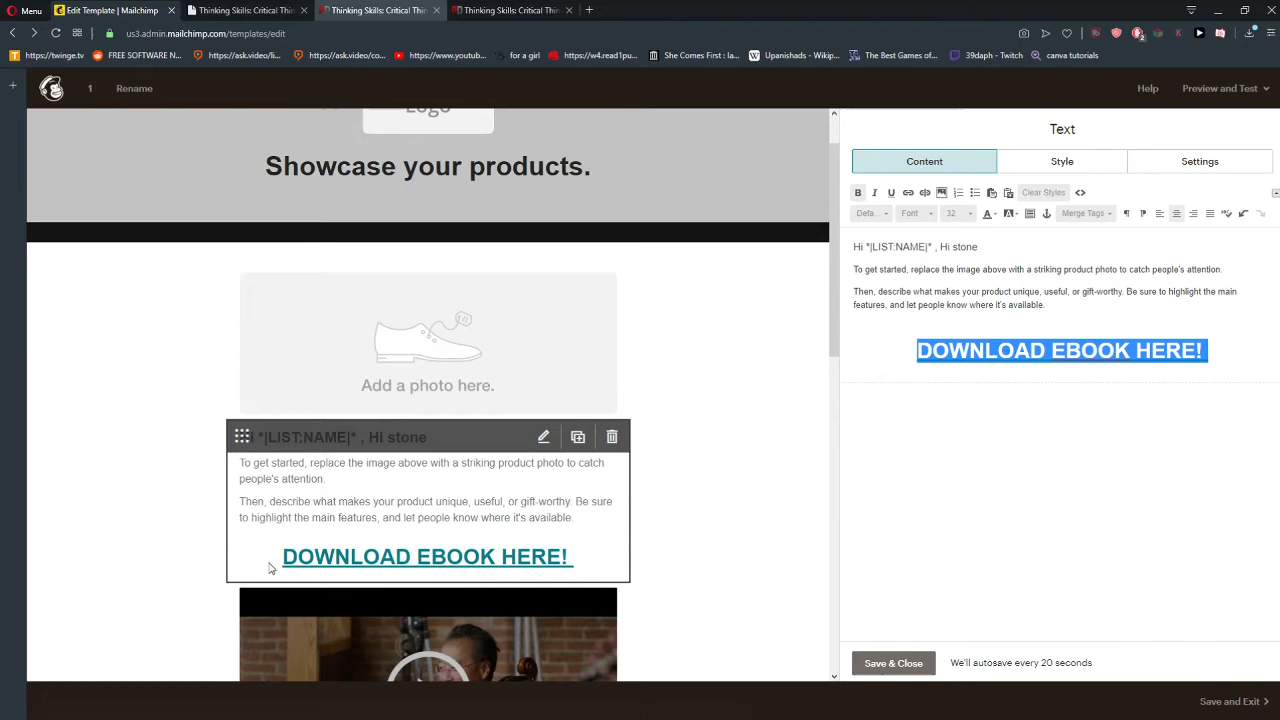 Menu
Edit Template | Mailchimp
Thinking Skills: Critical Thin
Thinking Skills: Critical Thin
Thinking Skills: Critical Thin
us3.admin.mailchimp.com/templates/edit
https://twinge.tv/
FREE SOFTWARE N...
https://ask.video/li...
https://ask.video/co...
https://www.youtub...
for a girl
https://w4.read1pu...
She Comes First : la...
Upanishads – Wikip...
The Best Games of...
39daph - Twitch
canva tutorials
1
Rename
Help
Preview and Test
Logo
Showcase your products.
Add a photo here.
*|LIST:NAME|* , Hi stone
To get started, replace the image above with a striking product photo to catch
people's attention.
Then, describe what makes your product unique, useful, or gift-worthy. Be sure
to highlight the main features, and let people know where it's available.
DOWNLOAD EBOOK HERE!
Text
Content
Style
Settings
B I U
Clear Styles
Defa...
Font
32
A
A
Merge Tags
Hi *|LIST:NAME|* , Hi stone
To get started, replace the image above with a striking product photo to catch people's attention.
Then, describe what makes your product unique, useful, or gift-worthy. Be sure to highlight the main
features, and let people know where it's available.
DOWNLOAD EBOOK HERE!
Save & Close
We'll autosave every 20 seconds
Save and Exit